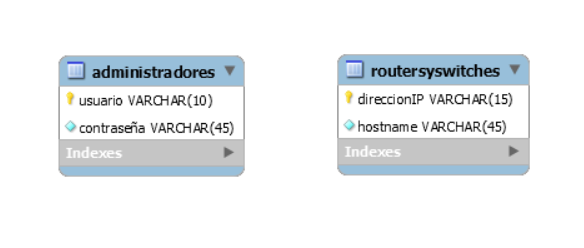 administradores
usuario VARCHAR(10)
contraseña VARCHAR(45)
Indexes
routersyswitches
direccionIP VARCHAR(15)
hostname VARCHAR(45)
Indexes